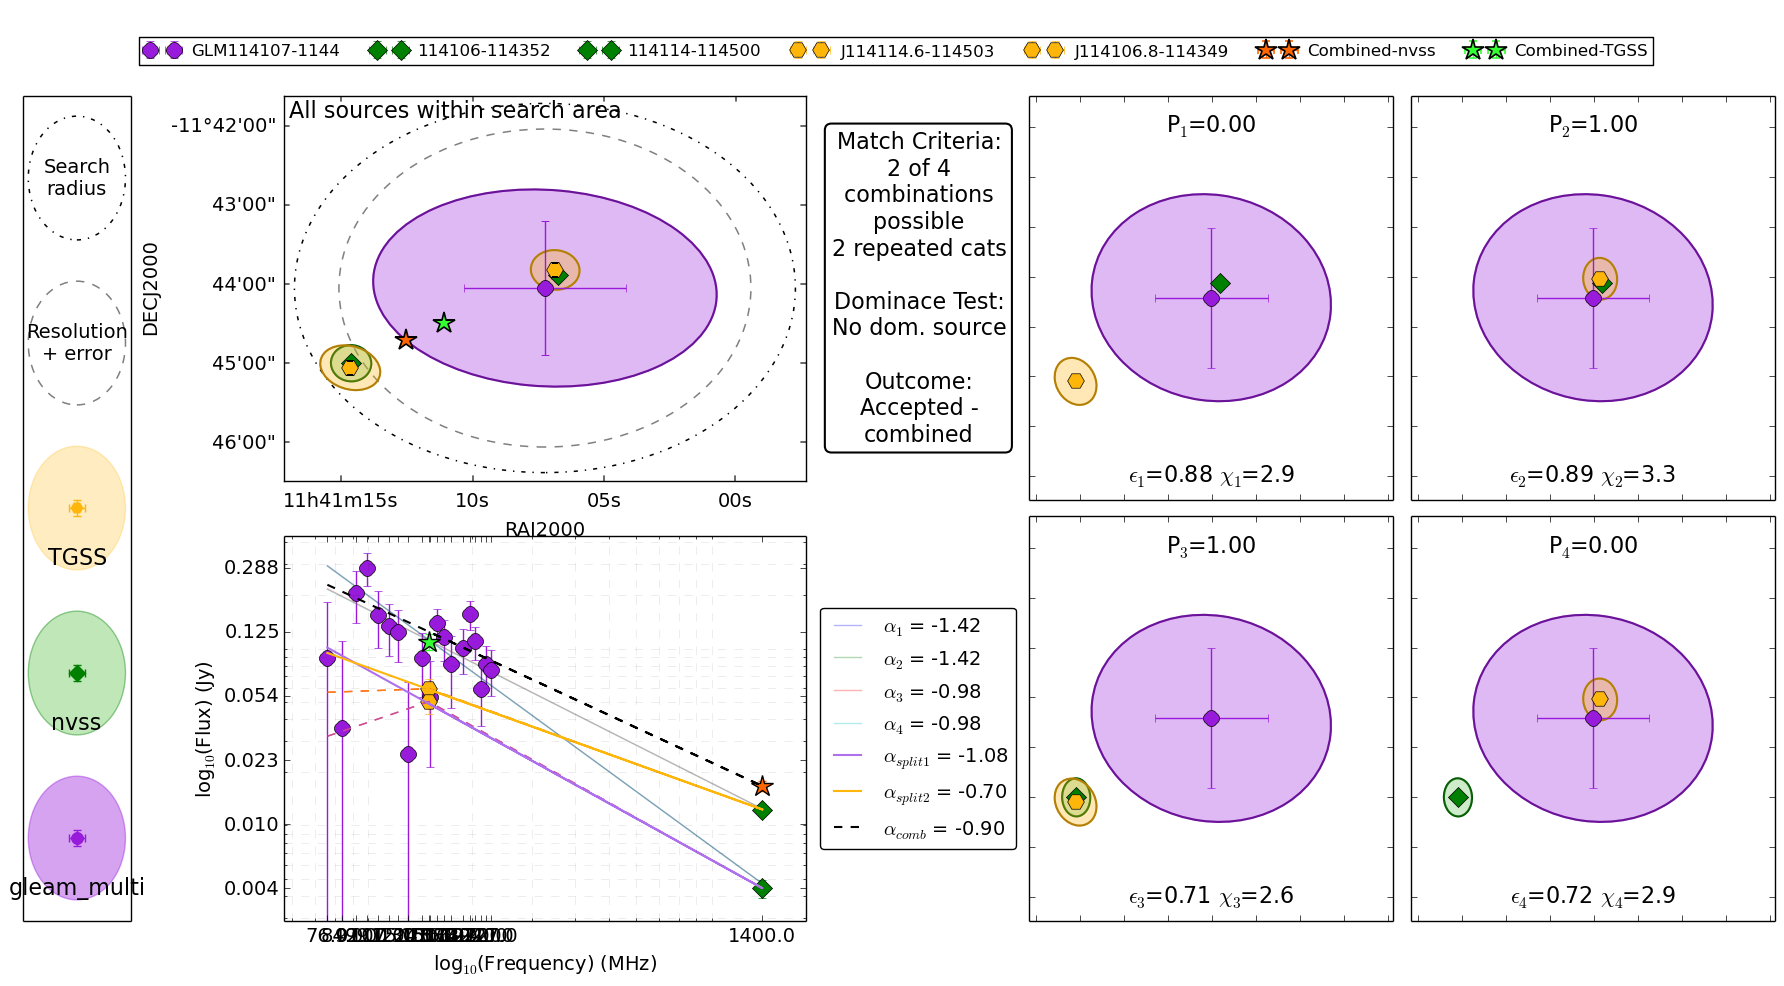 GLM114107-1144 114106-114352 114114-114500 J114114.6-114503 J114106.8-114349 Combined-nvss Combined-TGSS
Search
radius
Resolution
+ error
TGSS
nvss
gleam_multi
All sources within search area
DECJ2000
-11°42'00"
43'00"
44'00"
45'00"
46'00"
11h41m15s 10s 05s 00s
RAJ2000
Match Criteria:
2 of 4
combinations
possible
2 repeated cats
Dominace Test:
No dom. source
Outcome:
Accepted -
combined
P1=0.00
ϵ1=0.88 χ1=2.9
P2=1.00
ϵ2=0.89 χ2=3.3
P3=1.00
ϵ3=0.71 χ3=2.6
P4=0.00
ϵ4=0.72 χ4=2.9
log10(Flux) (Jy)
0.288
0.125
0.054
0.023
0.010
0.004
1400.0
log10(Frequency) (MHz)
α1 = -1.42
α2 = -1.42
α3 = -0.98
α4 = -0.98
αsplit1 = -1.08
αsplit2 = -0.70
αcomb = -0.90